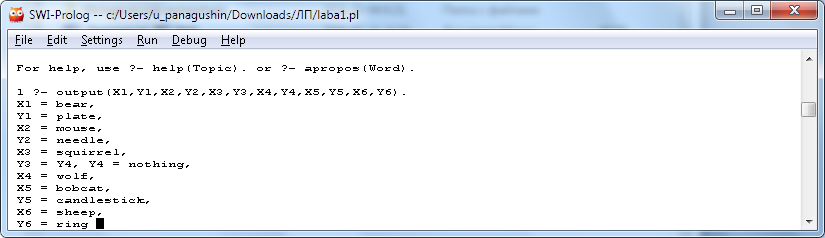 SWI-Prolog -- c:/Users/u_panagushin/Downloads/ЛП/laba1.pl
File Edit Settings Run Debug Help
For help, use ?- help(Topic). or ?- apropos(Word).
1 ?- output(X1,Y1,X2,Y2,X3,Y3,X4,Y4,X5,Y5,X6,Y6).
X1 = bear,
Y1 = plate,
X2 = mouse,
Y2 = needle,
X3 = squirrel,
Y3 = Y4, Y4 = nothing,
X4 = wolf,
X5 = bobcat,
Y5 = candlestick,
X6 = sheep,
Y6 = ring